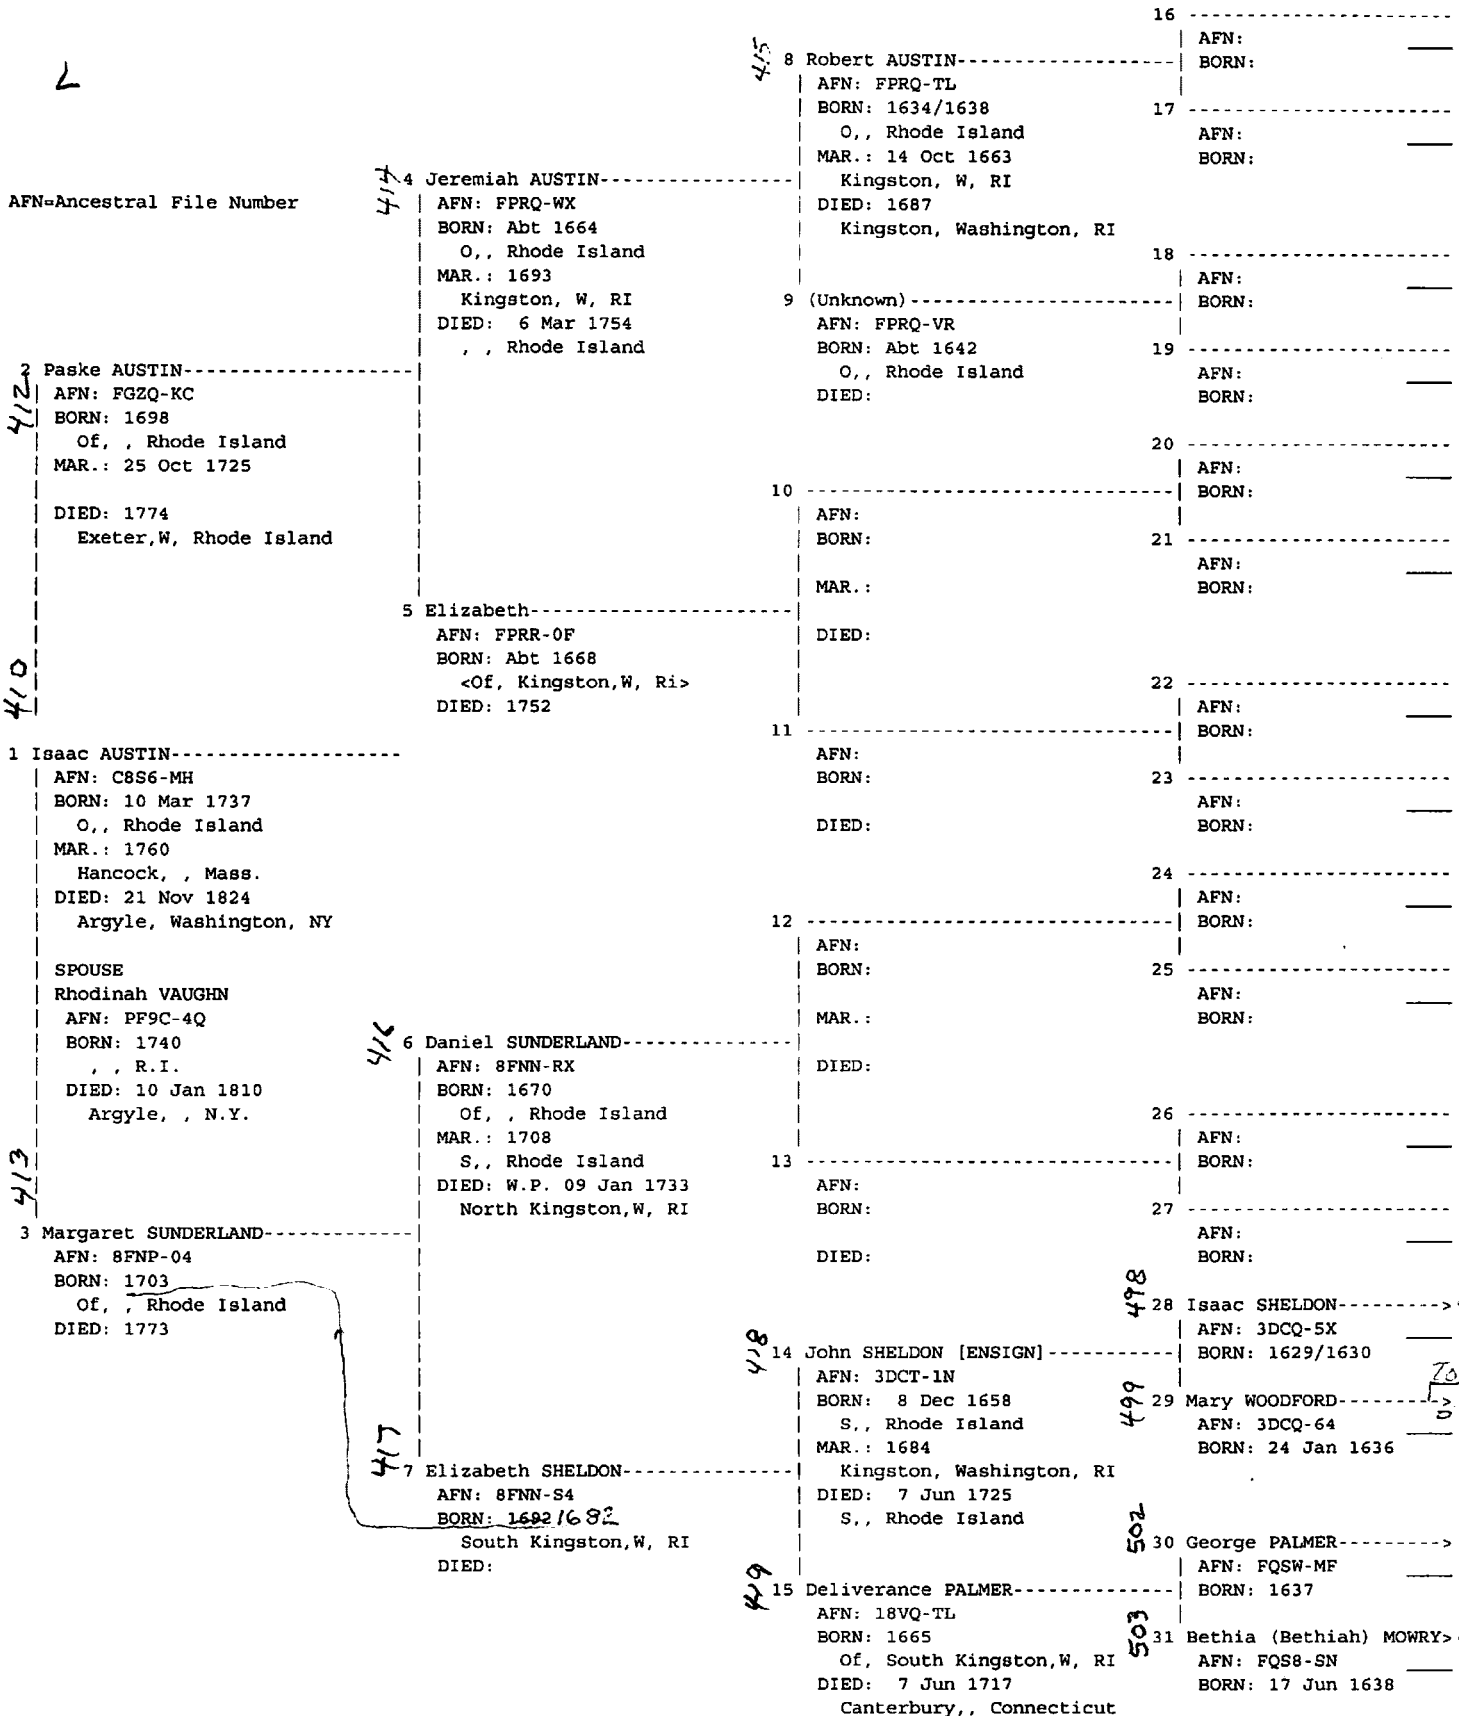 L
AFN=Ancestral File Number
410
1 Isaac AUSTIN
AFN: C8S6-MH
BORN: 10 Mar 1737
O,, Rhode Island
MAR.: 1760
Hancock, , Mass.
DIED: 21 Nov 1824
Argyle, Washington, NY
SPOUSE
Rhodinah VAUGHN
AFN: PF9C-4Q
BORN: 1740
, , R.I.
DIED: 10 Jan 1810
Argyle, , N.Y.
412
2 Paske AUSTIN
AFN: FGZQ-KC
BORN: 1698
Of, , Rhode Island
MAR.: 25 Oct 1725
DIED: 1774
Exeter,W, Rhode Island
413
3 Margaret SUNDERLAND
AFN: 8FNP-04
BORN: 1703
Of, , Rhode Island
DIED: 1773
414
4 Jeremiah AUSTIN
AFN: FPRQ-WX
BORN: Abt 1664
O,, Rhode Island
MAR.: 1693
Kingston, W, RI
DIED: 6 Mar 1754
, , Rhode Island
5 Elizabeth
AFN: FPRR-0F
BORN: Abt 1668
<Of, Kingston,W, Ri>
DIED: 1752
416
6 Daniel SUNDERLAND
AFN: 8FNN-RX
BORN: 1670
Of, , Rhode Island
MAR.: 1708
S,, Rhode Island
DIED: W.P. 09 Jan 1733
North Kingston,W, RI
417
7 Elizabeth SHELDON
AFN: 8FNN-S4
BORN: 1692 1682
South Kingston,W, RI
DIED:
415
8 Robert AUSTIN
AFN: FPRQ-TL
BORN: 1634/1638
O,, Rhode Island
MAR.: 14 Oct 1663
Kingston, W, RI
DIED: 1687
Kingston, Washington, RI
9 (Unknown)
AFN: FPRQ-VR
BORN: Abt 1642
O,, Rhode Island
DIED:
10
AFN:
BORN:
MAR.:
DIED:
11
AFN:
BORN:
DIED:
12
AFN:
BORN:
MAR.:
DIED:
13
AFN:
BORN:
DIED:
418
14 John SHELDON [ENSIGN]
AFN: 3DCT-1N
BORN: 8 Dec 1658
S,, Rhode Island
MAR.: 1684
Kingston, Washington, RI
DIED: 7 Jun 1725
S,, Rhode Island
419
15 Deliverance PALMER
AFN: 18VQ-TL
BORN: 1665
Of, South Kingston,W, RI
DIED: 7 Jun 1717
Canterbury,, Connecticut
16
AFN:
BORN:
17
AFN:
BORN:
18
AFN:
BORN:
19
AFN:
BORN:
20
AFN:
BORN:
21
AFN:
BORN:
22
AFN:
BORN:
23
AFN:
BORN:
24
AFN:
BORN:
25
AFN:
BORN:
26
AFN:
BORN:
27
AFN:
BORN:
498
28 Isaac SHELDON
AFN: 3DCQ-5X
BORN: 1629/1630
499
29 Mary WOODFORD
AFN: 3DCQ-64
BORN: 24 Jan 1636
502
30 George PALMER
AFN: FQSW-MF
BORN: 1637
503
31 Bethia (Bethiah) MOWRY>
AFN: FQS8-SN
BORN: 17 Jun 1638